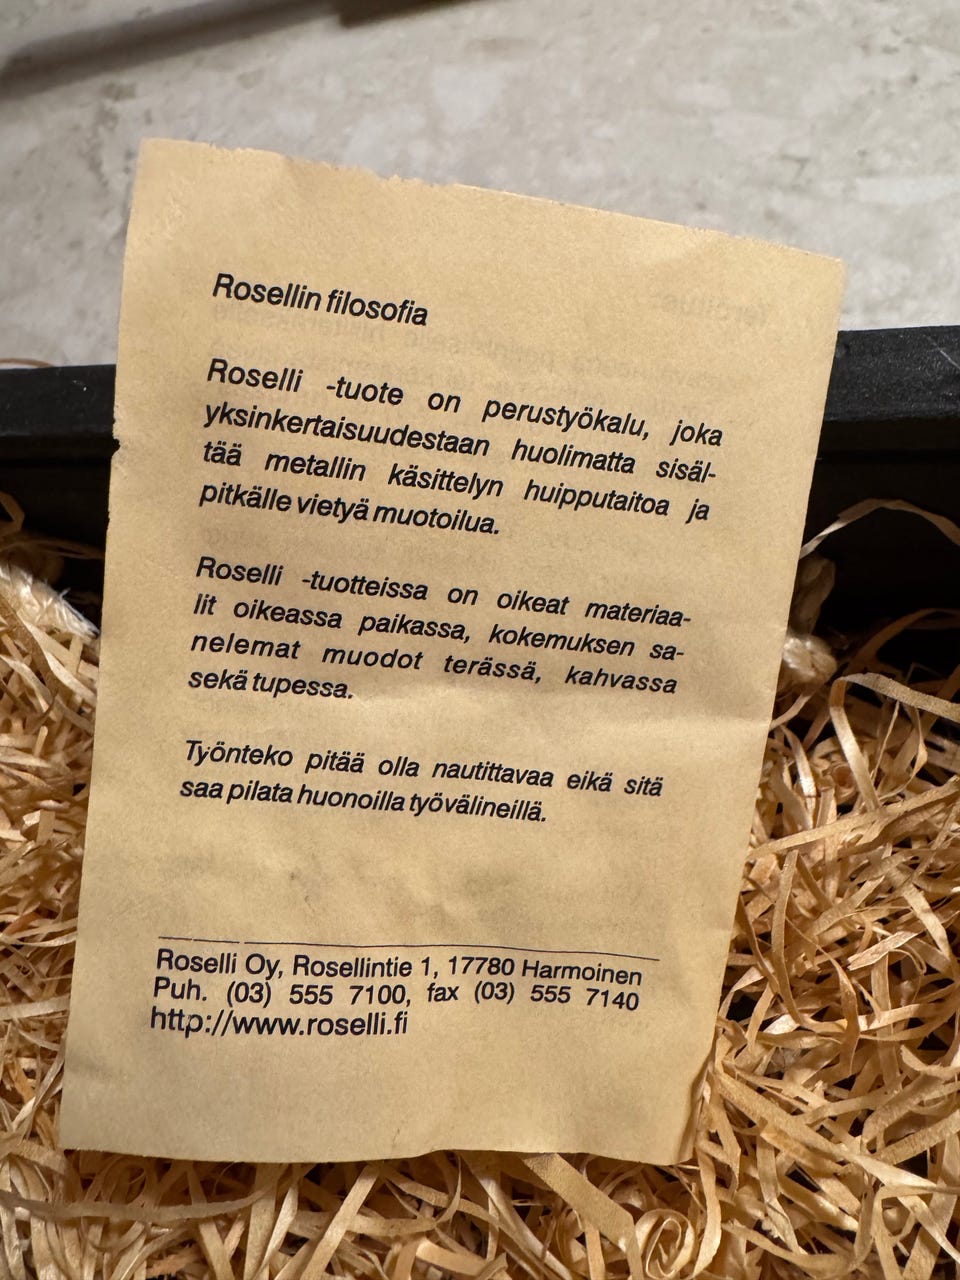 Rosellin filosofia
Roselli -tuote on perustyökalu, joka
yksinkertaisuudestaan huolimatta sisäl-
tää metallin käsittelyn huipputaitoa ja
pitkälle vietyä muotoilua.
Roselli -tuotteissa on oikeat materiaa-
lit oikeassa paikassa, kokemuksen sa-
nelemat muodot terässä, kahvassa
sekä tupessa.
Työnteko pitää olla nautittavaa eikä sitä
saa pilata huonoilla työvälineillä.
Roselli Oy, Rosellintie 1, 17780 Harmoinen
Puh. (03) 555 7100, fax (03) 555 7140
http://www.roselli.fi